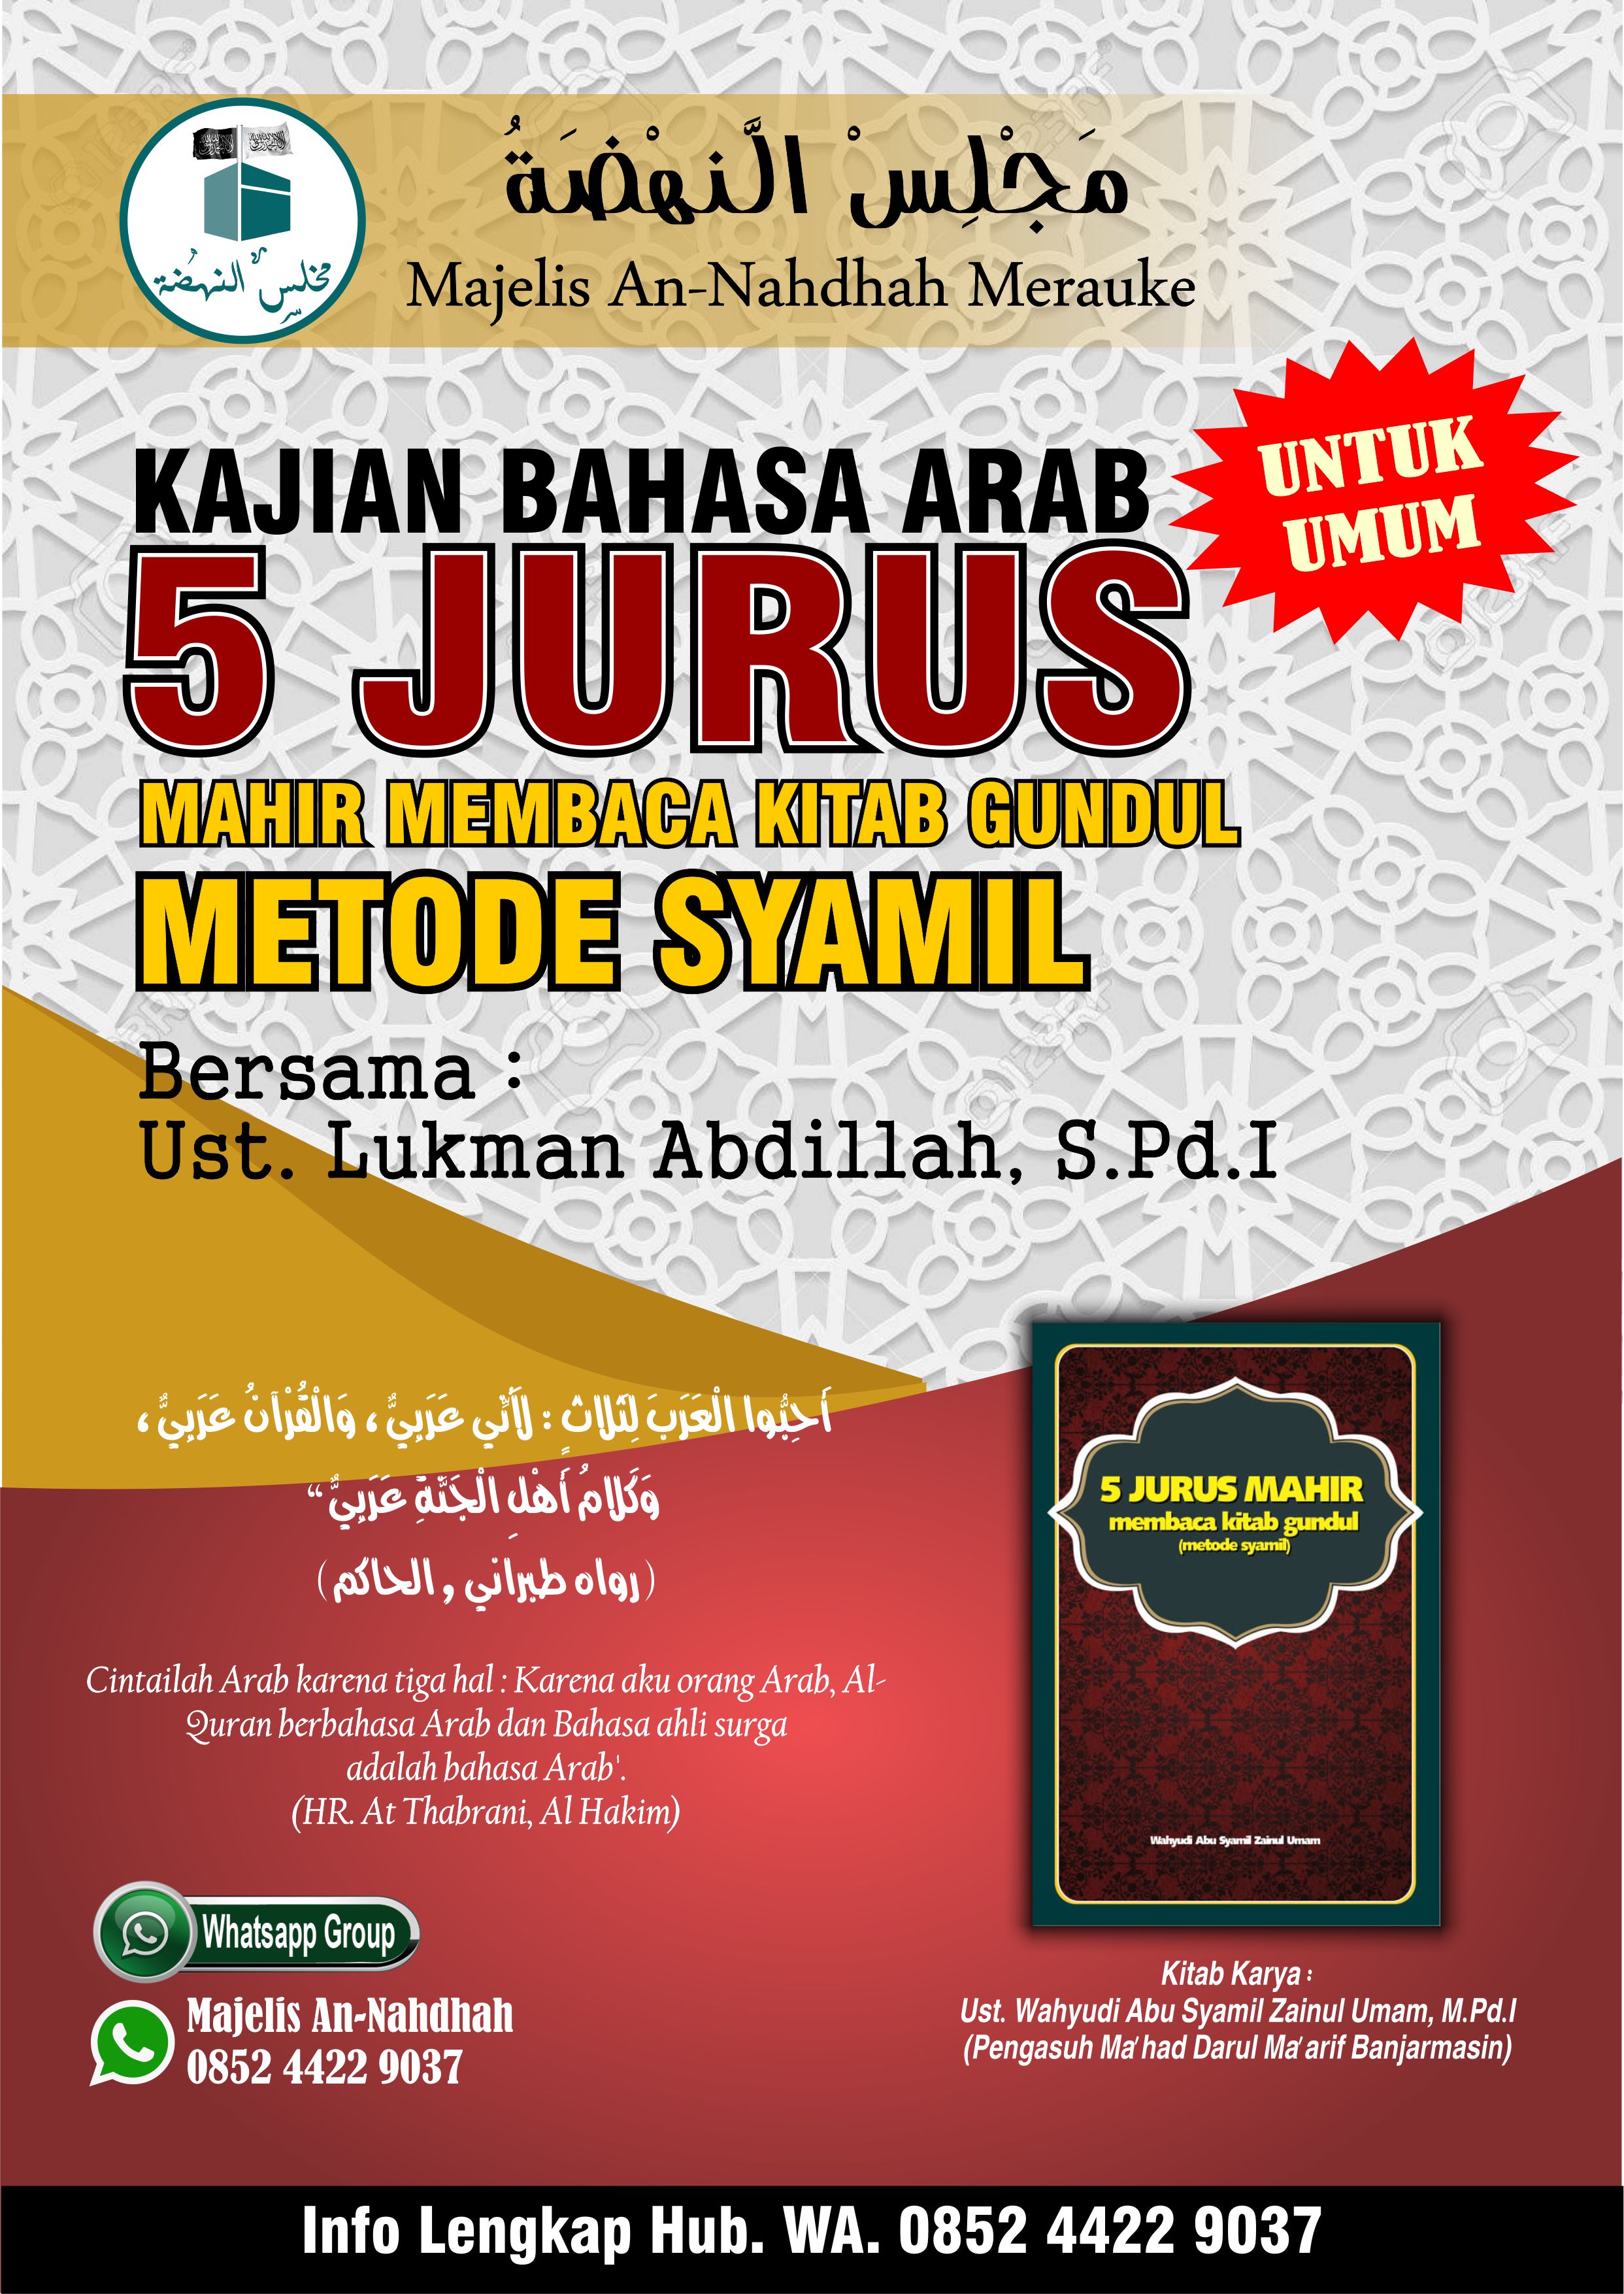 مَجْلِسْ النَّهْضَةُ
Majelis An-Nahdhah Merauke
مجلس النهضة
KAJIAN BAHASA ARAB
UNTUK
UMUM
5 JURUS
MAHIR MEMBACA KITAB GUNDUL
METODE SYAMIL
Bersama :
Ust. Lukman Abdillah, S.Pd.I
أَحِبُّوا الْعَرَبَ لِثَلاثٍ : لأَنِّي عَرَبِيٌّ ، وَالْقُرْآنُ عَرَبِيٌّ ،
وَكَلامُ أَهْلِ الْجَنَّةِ عَرَبِيٌّ “
(رواه طبراني , الحاكم)
Cintailah Arab karena tiga hal : Karena aku orang Arab, Al-
Quran berbahasa Arab dan Bahasa ahli surga
adalah bahasa Arab'.
(HR. At Thabrani, Al Hakim)
5 JURUS MAHIR
membaca kitab gundul
(metode syamil)
Wahyudi Abu Syamil Zainul Umam
Kitab Karya :
Ust. Wahyudi Abu Syamil Zainul Umam, M.Pd.I
(Pengasuh Ma'had Darul Ma'arif Banjarmasin)
Whatsapp Group
Majelis An-Nahdhah
0852 4422 9037
Info Lengkap Hub. WA. 0852 4422 9037